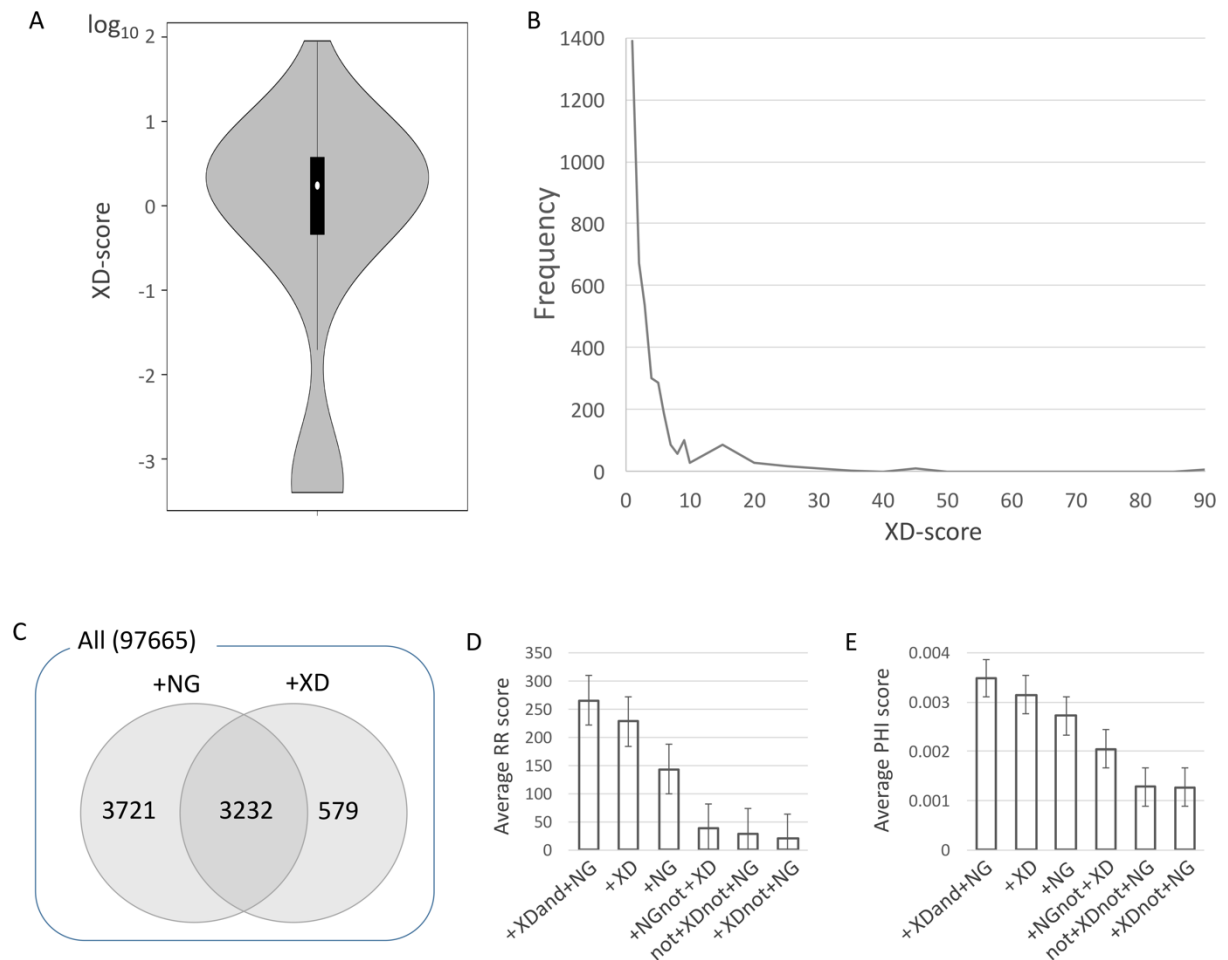 A
log10 2
1
0
-1
-2
-3
XD-score
B
1400
1200
1000
800
600
400
200
0
Frequency
0 10 20 30 40 50 60 70 80 90
XD-score
C
All (97665)
+NG +XD
3721 3232 579
D
350
300
250
200
150
100
50
0
Average RR score
+XDand+NG
+XD
+NG
+NGnot+XD
not+XDnot+NG
+XDnot+NG
E
0.004
0.003
0.002
0.001
0
Average PHI score
+XDand+NG
+XD
+NG
+NGnot+XD
not+XDnot+NG
+XDnot+NG